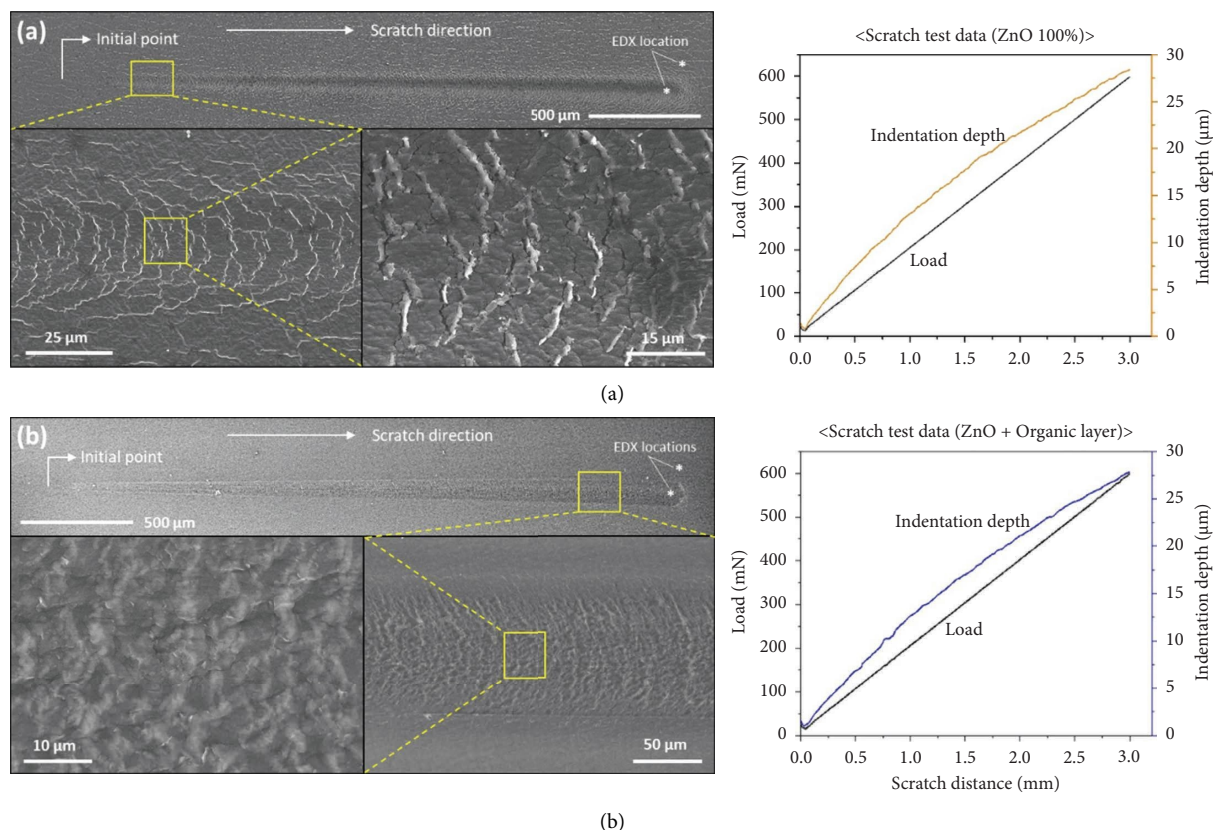 (a)
Initial point
Scratch direction
EDX location
500 μm
25 μm
15 μm
<Scratch test data (ZnO 100%)>
Load (mN)
600
500
400
300
200
100
0
Indentation depth
Load
30
25
20
15
10
5
0
Indentation depth (μm)
0.0 0.5 1.0 1.5 2.0 2.5 3.0
(a)
(b)
Initial point
Scratch direction
EDX locations
500 μm
10 μm
50 μm
<Scratch test data (ZnO + Organic layer)>
Load (mN)
600
500
400
300
200
100
0
Indentation depth
Load
30
25
20
15
10
5
0
Indentation depth (μm)
0.0 0.5 1.0 1.5 2.0 2.5 3.0
Scratch distance (mm)
(b)